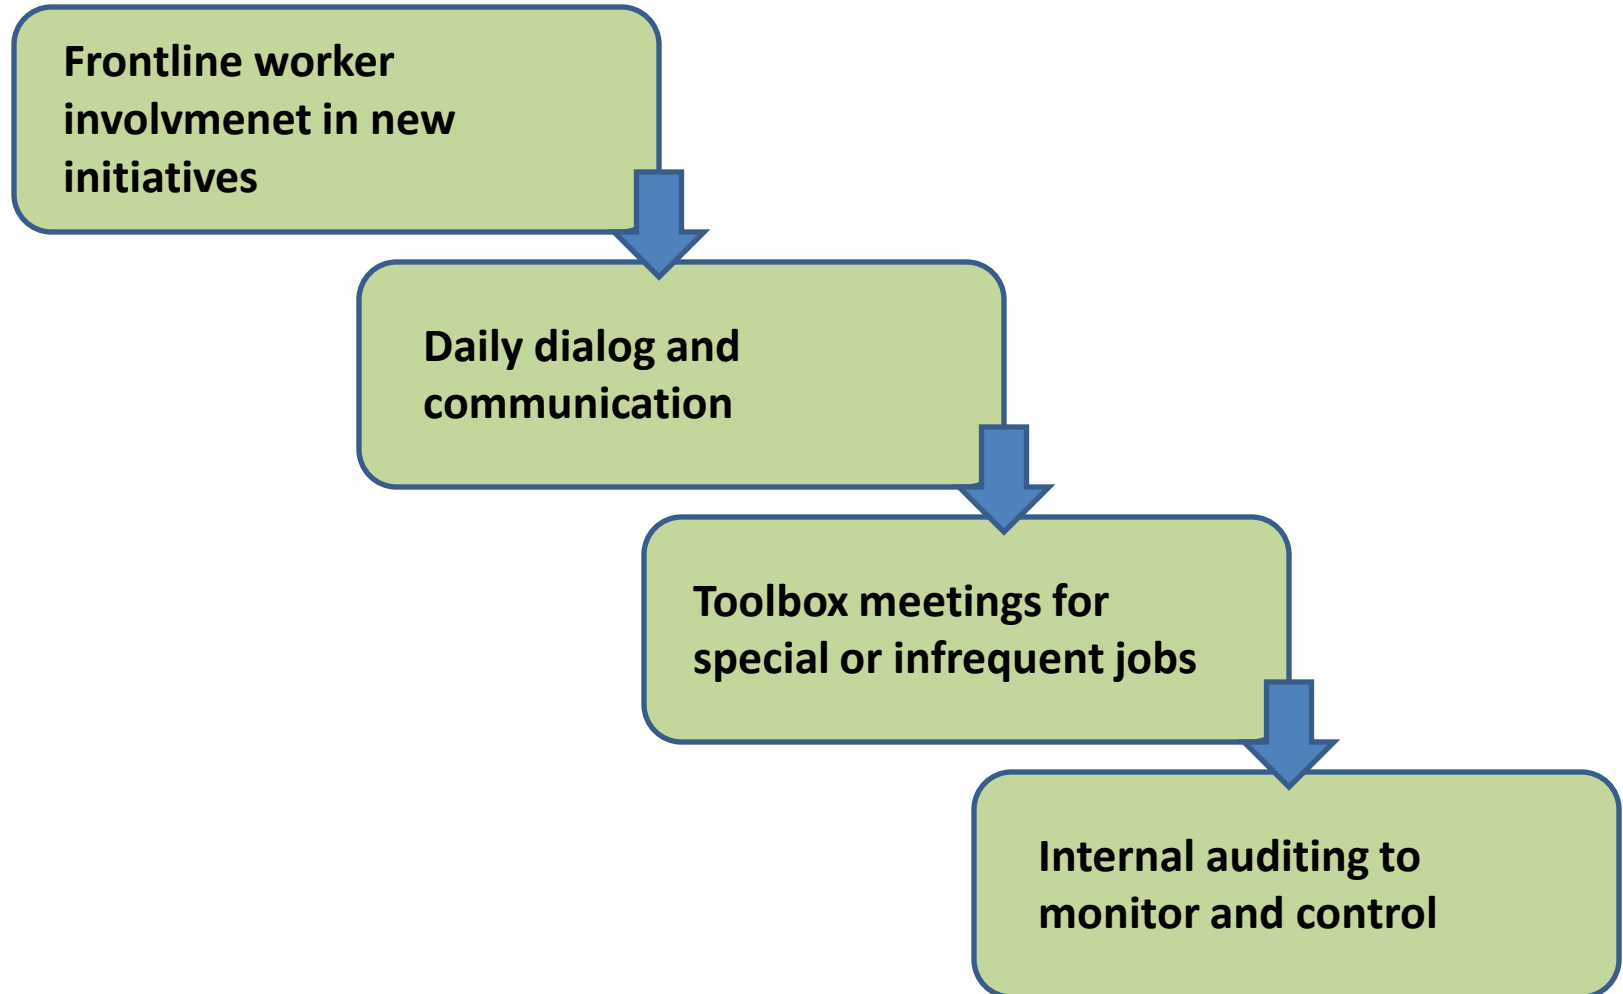 Frontline worker
involvmenet in new
initiatives
Daily dialog and
communication
Toolbox meetings for
special or infrequent jobs
Internal auditing to
monitor and control